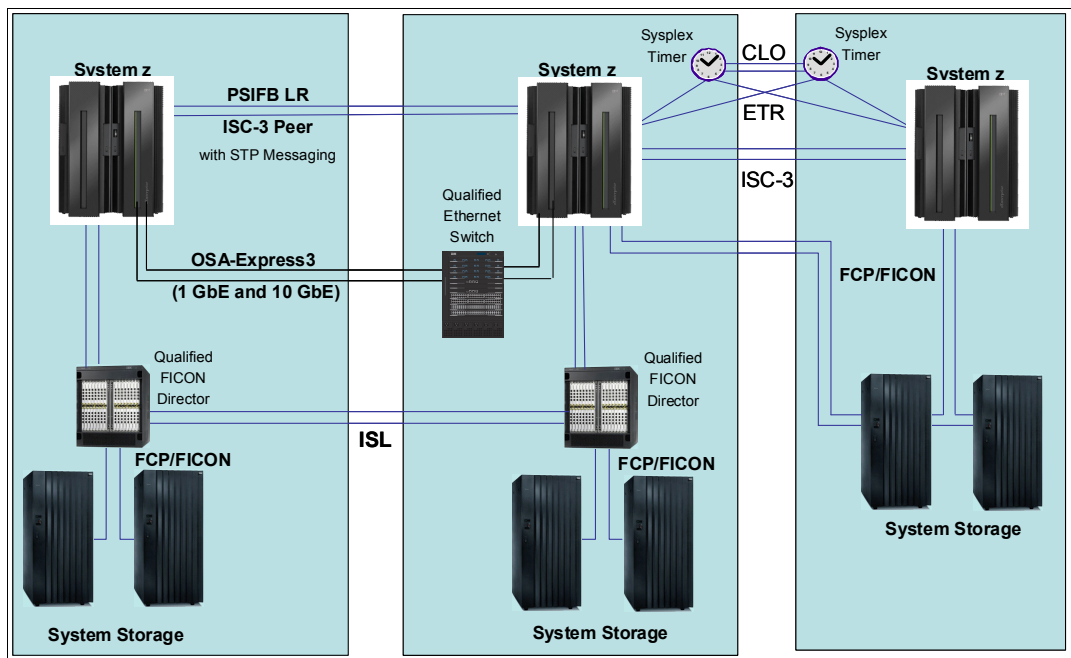 Sysplex
Timer
CLO
Sysplex
Timer
System z
System z
System z
PSIFB LR
ISC-3 Peer
with STP Messaging
ETR
ISC-3
Qualified
Ethernet
Switch
OSA-Express3
(1 GbE and 10 GbE)
FCP/FICON
Qualified
FICON
Director
Qualified
FICON
Director
ISL
FCP/FICON
FCP/FICON
System Storage
System Storage
System Storage